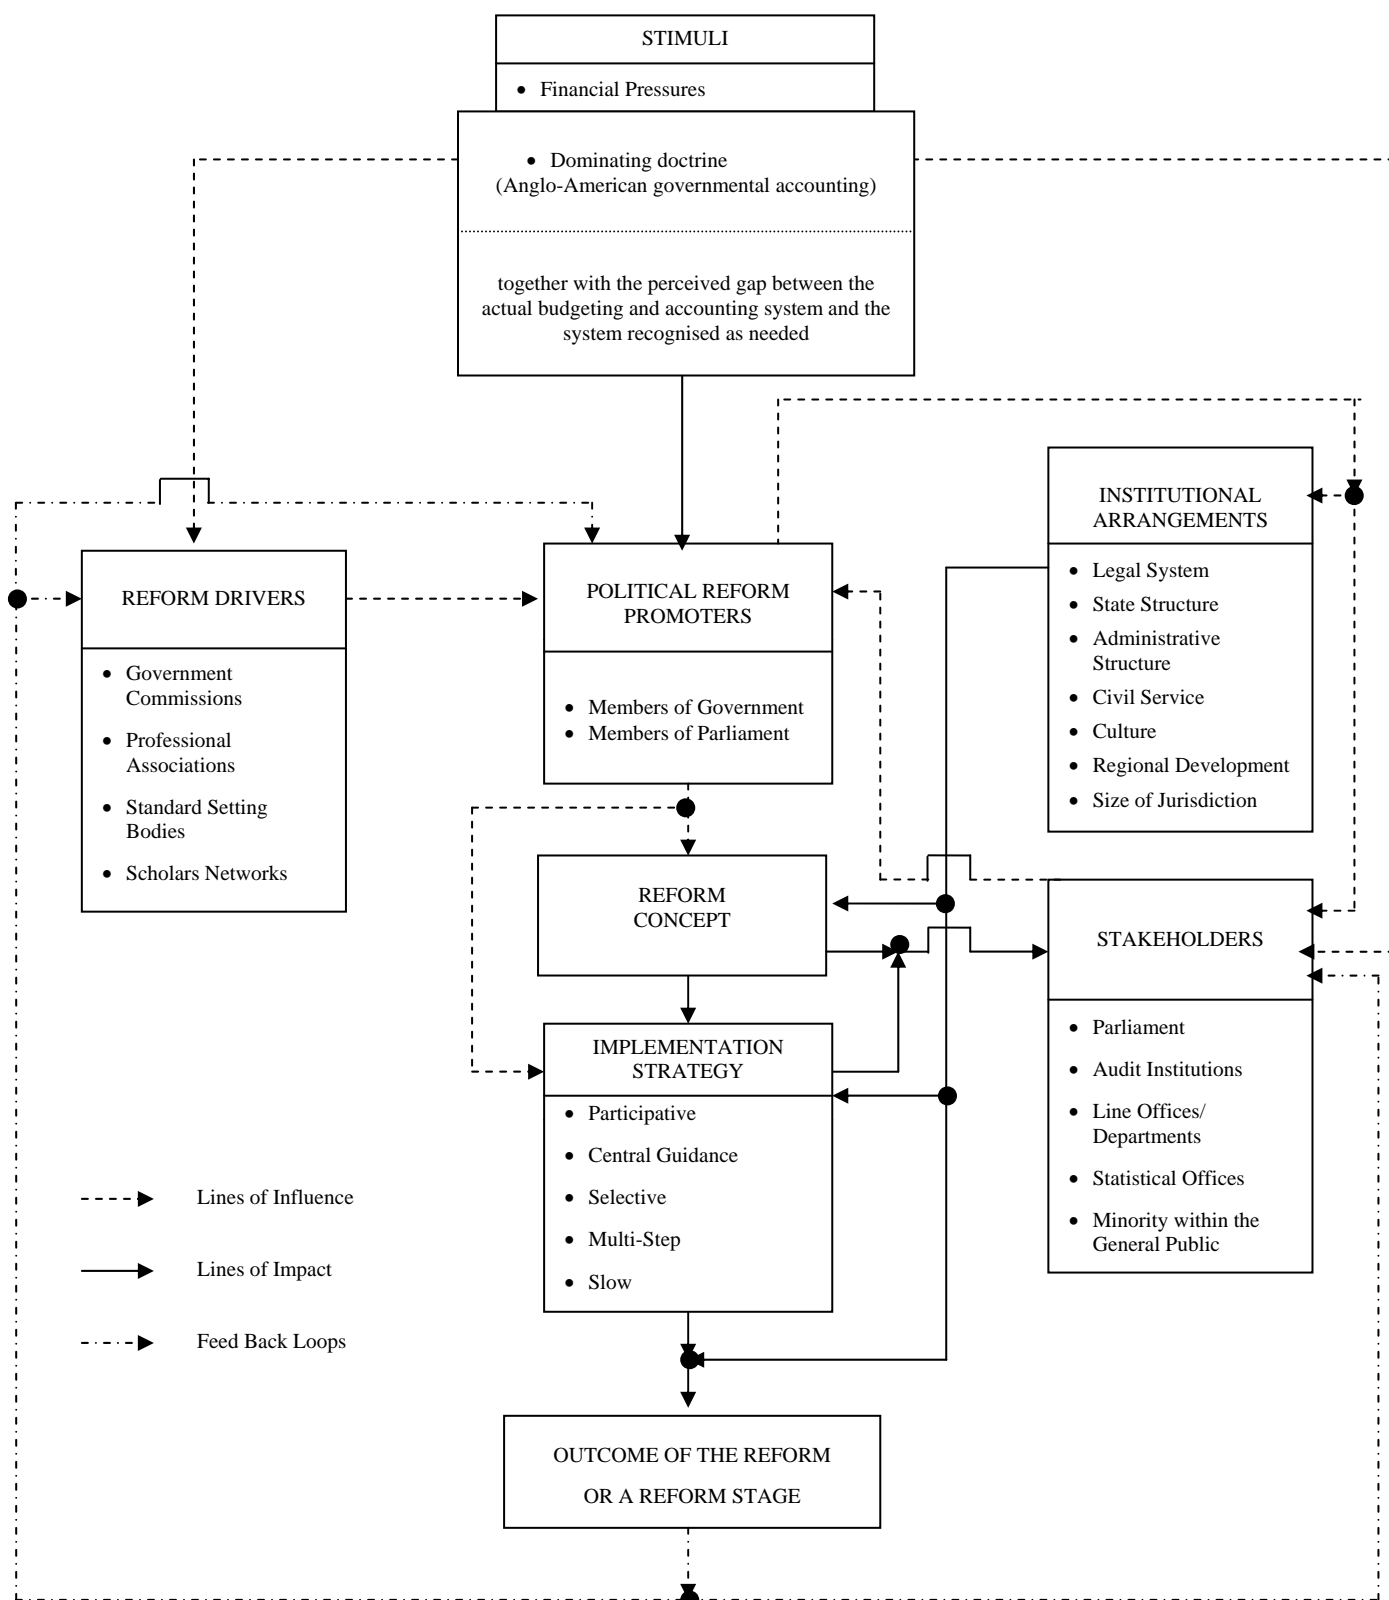 STIMULI
• Financial Pressures
• Dominating doctrine
(Anglo-American governmental accounting)
together with the perceived gap between the
actual budgeting and accounting system and the
system recognised as needed
REFORM DRIVERS
• Government
Commissions
• Professional
Associations
• Standard Setting
Bodies
• Scholars Networks
POLITICAL REFORM
PROMOTERS
• Members of Government
• Members of Parliament
INSTITUTIONAL
ARRANGEMENTS
• Legal System
• State Structure
• Administrative
Structure
• Civil Service
• Culture
• Regional Development
• Size of Jurisdiction
REFORM
CONCEPT
STAKEHOLDERS
• Parliament
• Audit Institutions
• Line Offices/
Departments
• Statistical Offices
• Minority within the
General Public
IMPLEMENTATION
STRATEGY
• Participative
• Central Guidance
• Selective
• Multi-Step
• Slow
Lines of Influence
Lines of Impact
Feed Back Loops
OUTCOME OF THE REFORM
OR A REFORM STAGE